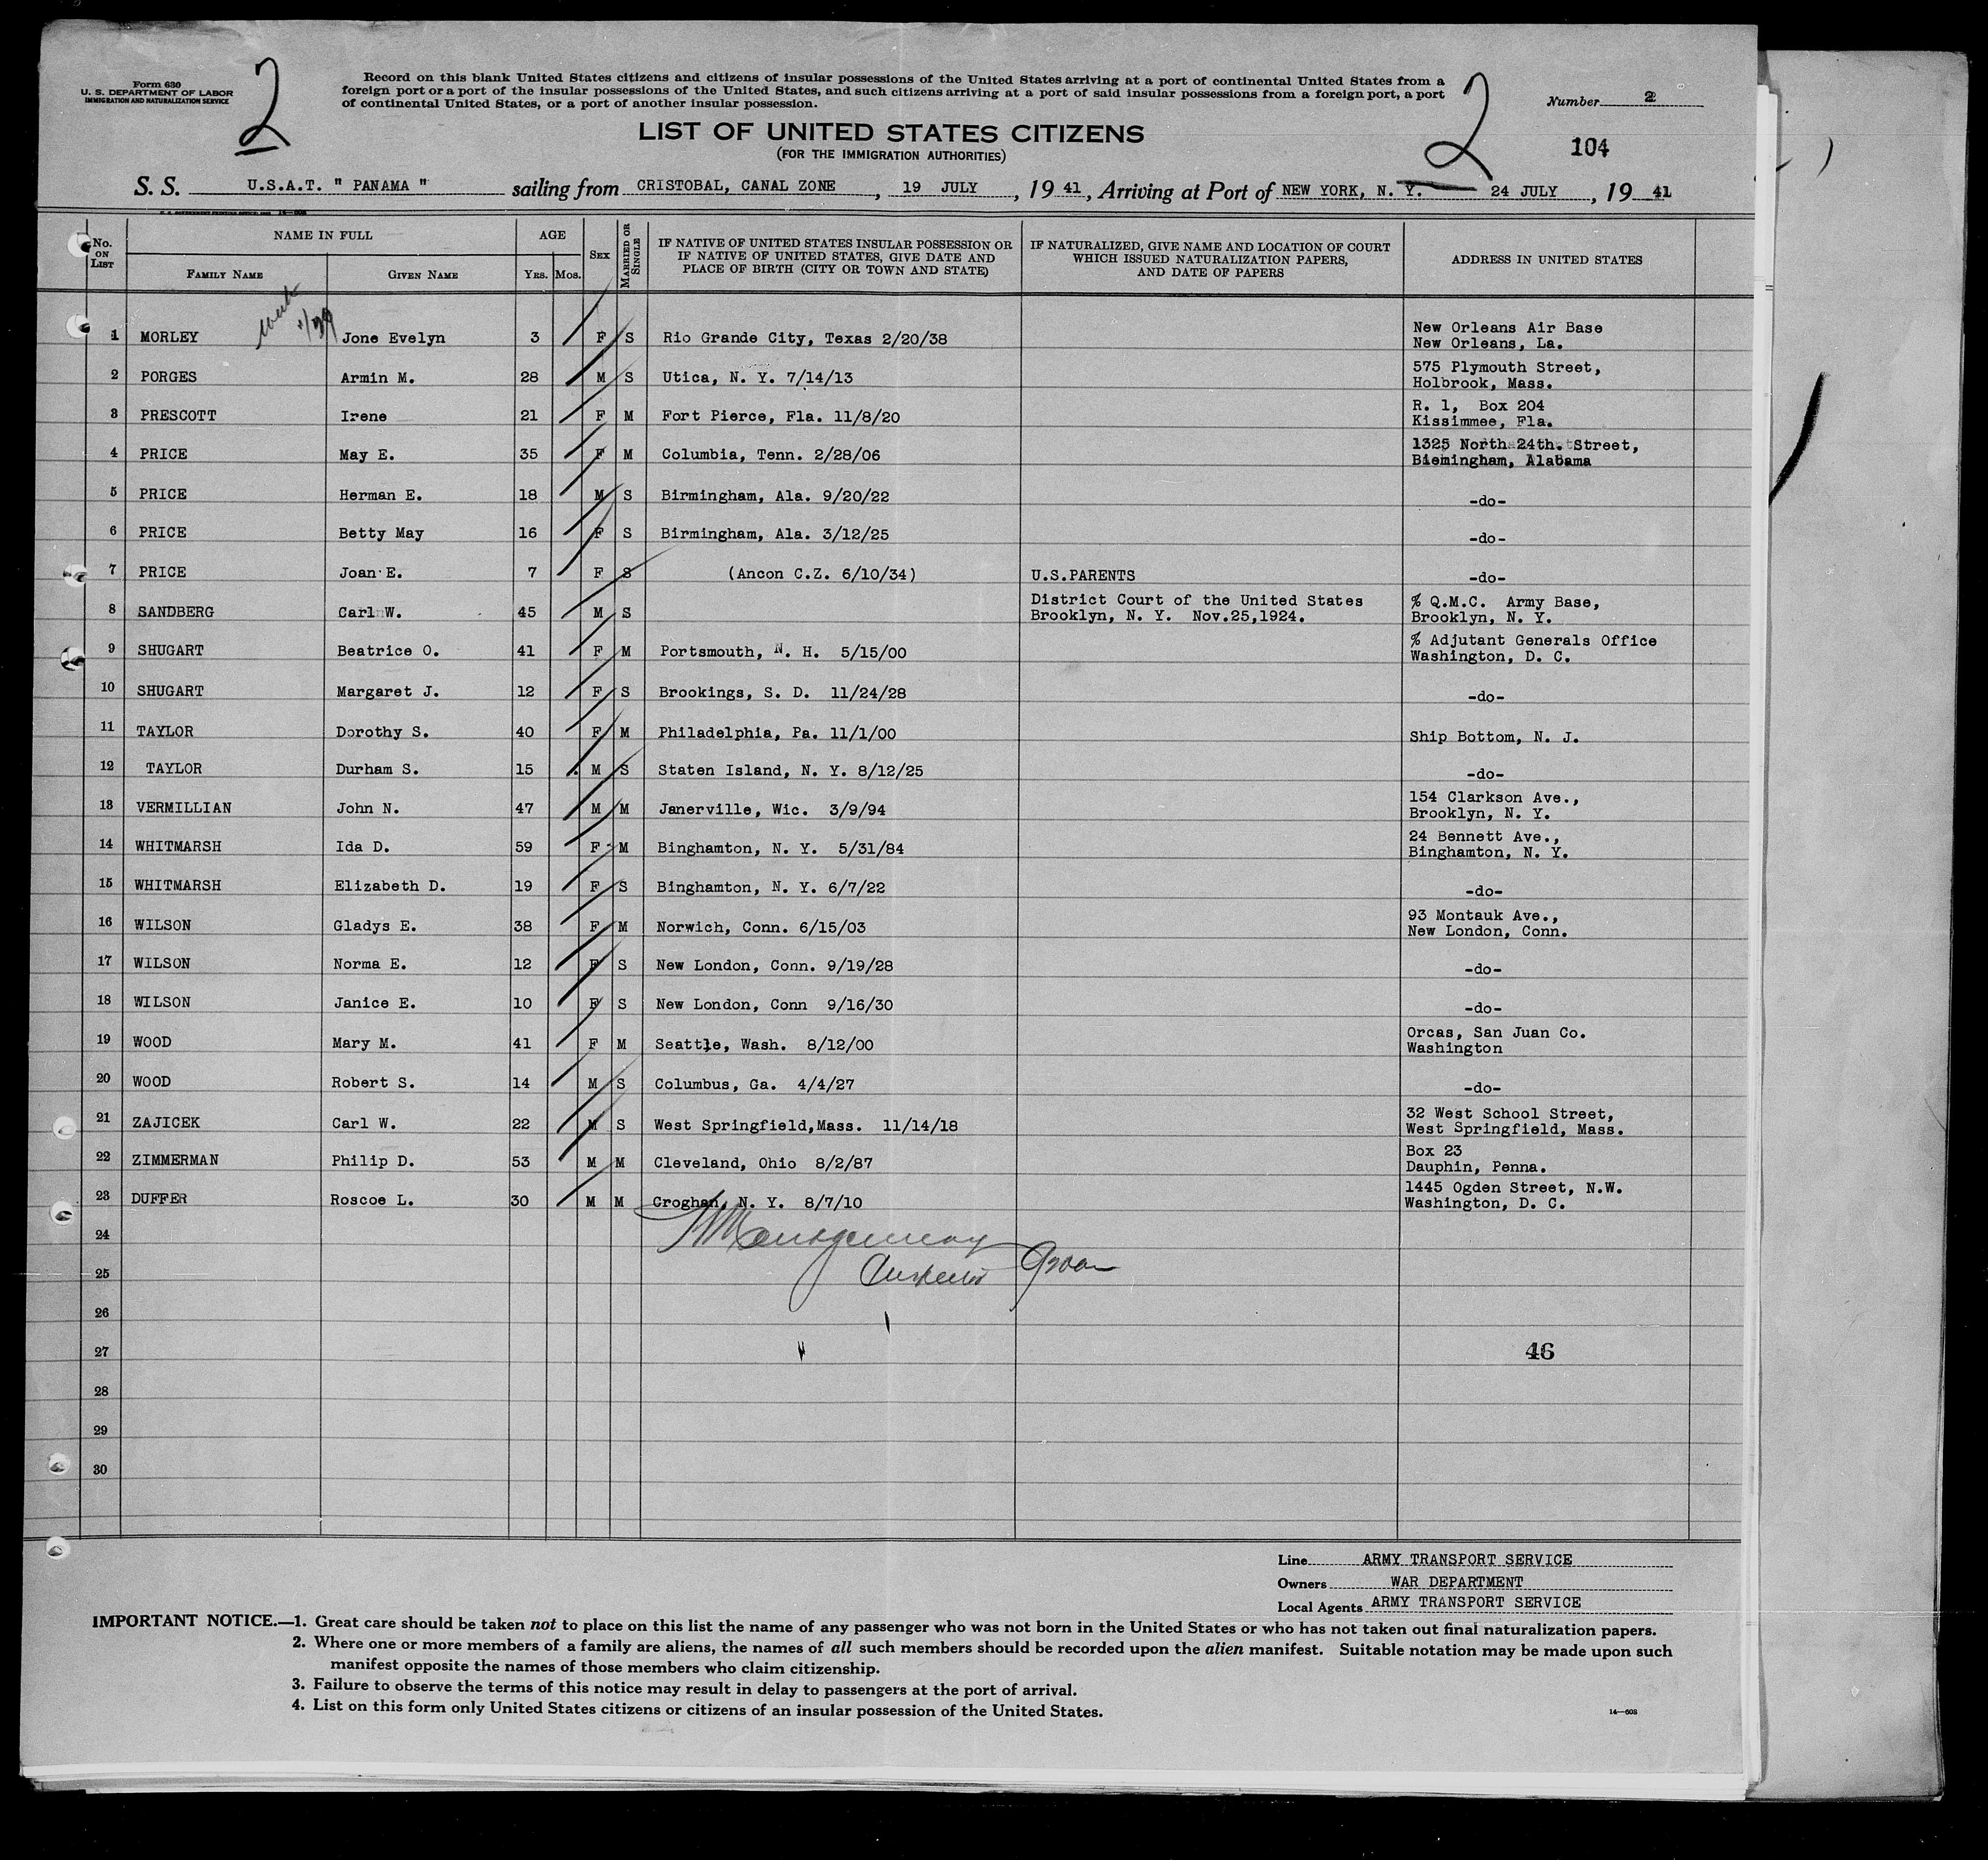 Form 630
U. S. DEPARTMENT OF LABOR
IMMIGRATION AND NATURALIZATION SERVICE
2
Record on this blank United States citizens and citizens of insular possessions of the United States arriving at a port of continental United States from a
foreign port or a port of the insular possessions of the United States, and such citizens arriving at a port of said insular possessions from a foreign port, a port
of continental United States, or a port of another insular possession.
2
Number 2
LIST OF UNITED STATES CITIZENS
(FOR THE IMMIGRATION AUTHORITIES)
104
S. S. U.S.A.T. " PANAMA " sailing from CRISTOBAL, CANAL ZONE, 19 JULY, 19 41, Arriving at Port of NEW YORK, N. Y. 24 JULY, 19 41
No. ON LIST NAME IN FULL AGE SEX MARRIED OR SINGLE IF NATIVE OF UNITED STATES INSULAR POSSESSION OR IF NATIVE OF UNITED STATES, GIVE DATE AND PLACE OF BIRTH (CITY OR TOWN AND STATE) IF NATURALIZED, GIVE NAME AND LOCATION OF COURT WHICH ISSUED NATURALIZATION PAPERS, AND DATE OF PAPERS ADDRESS IN UNITED STATES
FAMILY NAME GIVEN NAME YRS. MOS.
1 MORLEY Jone Evelyn 3 F S Rio Grande City, Texas 2/20/38 New Orleans Air Base
New Orleans, La.
2 PORGES Armin M. 28 M S Utica, N. Y. 7/14/13 575 Plymouth Street,
Holbrook, Mass.
3 PRESCOTT Irene 21 F M Fort Pierce, Fla. 11/8/20 R. 1, Box 204
Kissimmee, Fla.
4 PRICE May E. 35 F M Columbia, Tenn. 2/28/06 1325 North 24th. Street,
Biemingham, Alabama
5 PRICE Herman E. 18 M S Birmingham, Ala. 9/20/22 -do-
6 PRICE Betty May 16 F S Birmingham, Ala. 3/12/25 -do-
7 PRICE Joan E. 7 F S (Ancon C.Z. 6/10/34) U.S.PARENTS -do-
8 SANDBERG Carl W. 45 M S District Court of the United States % Q.M.C. Army Base,
Brooklyn, N. Y. Nov.25,1924. Brooklyn, N. Y.
9 SHUGART Beatrice O. 41 F M Portsmouth, N. H. 5/15/00 % Adjutant Generals Office
Washington, D. C.
10 SHUGART Margaret J. 12 F S Brookings, S. D. 11/24/28 -do-
11 TAYLOR Dorothy S. 40 F M Philadelphia, Pa. 11/1/00 Ship Bottom, N. J.
12 TAYLOR Durham S. 15 M S Staten Island, N. Y. 8/12/25 -do-
13 VERMILLIAN John N. 47 M M Janerville, Wic. 3/9/94 154 Clarkson Ave.,
Brooklyn, N. Y.
14 WHITMARSH Ida D. 59 F M Binghamton, N. Y. 5/31/84 24 Bennett Ave.,
Binghamton, N. Y.
15 WHITMARSH Elizabeth D. 19 F S Binghamton, N. Y. 6/7/22 -do-
16 WILSON Gladys E. 38 F M Norwich, Conn. 6/15/03 93 Montauk Ave.,
New London, Conn.
17 WILSON Norma E. 12 F S New London, Conn. 9/19/28 -do-
18 WILSON Janice E. 10 F S New London, Conn 9/16/30 -do-
19 WOOD Mary M. 41 F M Seattle, Wash. 8/12/00 Orcas, San Juan Co.
Washington
20 WOOD Robert S. 14 M S Columbus, Ga. 4/4/27 -do-
21 ZAJICEK Carl W. 22 M S West Springfield,Mass. 11/14/18 32 West School Street,
West Springfield, Mass.
22 ZIMMERMAN Philip D. 53 M M Cleveland, Ohio 8/2/87 Box 23
Dauphin, Penna.
23 DUFFER Roscoe L. 30 M M Croghan, N. Y. 8/7/10 1445 Ogden Street, N.W.
Washington, D. C.
24 Montgomery
25
26
27 46
28
29
30
Line ARMY TRANSPORT SERVICE
Owners WAR DEPARTMENT
Local Agents ARMY TRANSPORT SERVICE
IMPORTANT NOTICE.—1. Great care should be taken not to place on this list the name of any passenger who was not born in the United States or who has not taken out final naturalization papers.
2. Where one or more members of a family are aliens, the names of all such members should be recorded upon the alien manifest. Suitable notation may be made upon such
manifest opposite the names of those members who claim citizenship.
3. Failure to observe the terms of this notice may result in delay to passengers at the port of arrival.
4. List on this form only United States citizens or citizens of an insular possession of the United States.
14—608